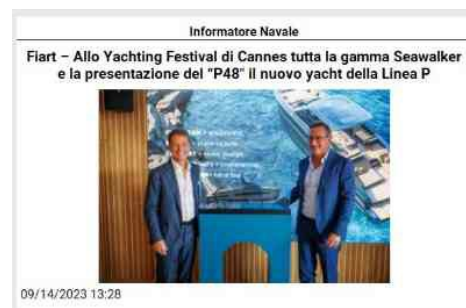 Informatore Navale
Fiart – Allo Yachting Festival di Cannes tutta la gamma Seawalker
e la presentazione del "P48" il nuovo yacht della Linea P
09/14/2023 13:28